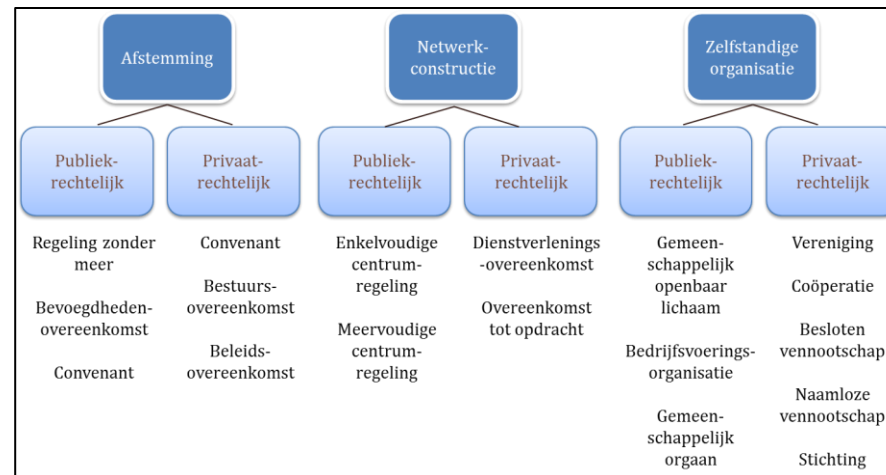 Afstemming
Publiek-
rechtelijk
Regeling zonder
meer
Bevoegdheden-
overeenkomst
Convenant
Privaat-
rechtelijk
Convenant
Bestuurs-
overeenkomst
Beleids-
overeenkomst
Netwerk-
constructie
Publiek-
rechtelijk
Enkelvoudige
centrum-
regeling
Meervoudige
centrum-
regeling
Privaat-
rechtelijk
Dienstverlenings
-overeenkomst
Overeenkomst
tot opdracht
Zelfstandige
organisatie
Publiek-
rechtelijk
Gemeen-
schappelijk
openbaar
lichaam
Bedrijfsvoerings-
organisatie
Gemeen-
schappelijk
orgaan
Privaat-
rechtelijk
Vereniging
Coöperatie
Besloten
vennootschap
Naamloze
vennootschap
Stichting